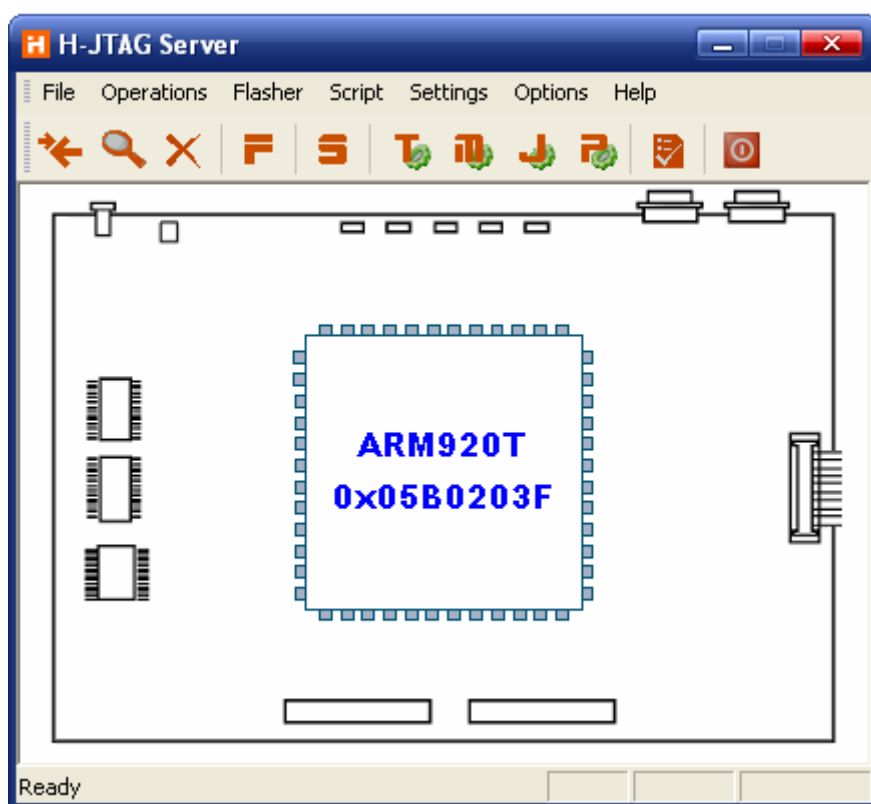 H-JTAG Server
File Operations Flasher Script Settings Options Help
ARM920T
0x05B0203F
Ready